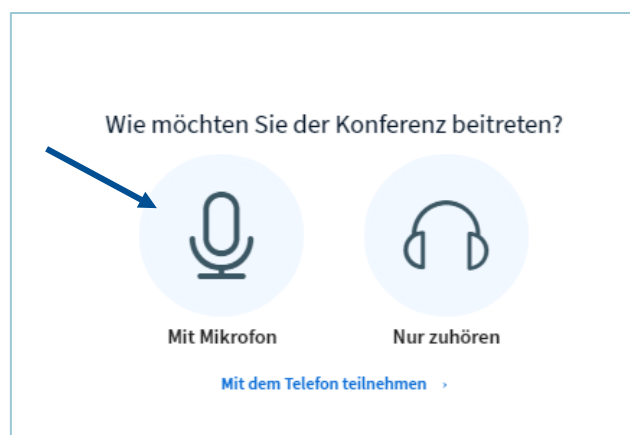 Wie möchten Sie der Konferenz beitreten?
Mit Mikrofon
Nur zuhören
Mit dem Telefon teilnehmen ›